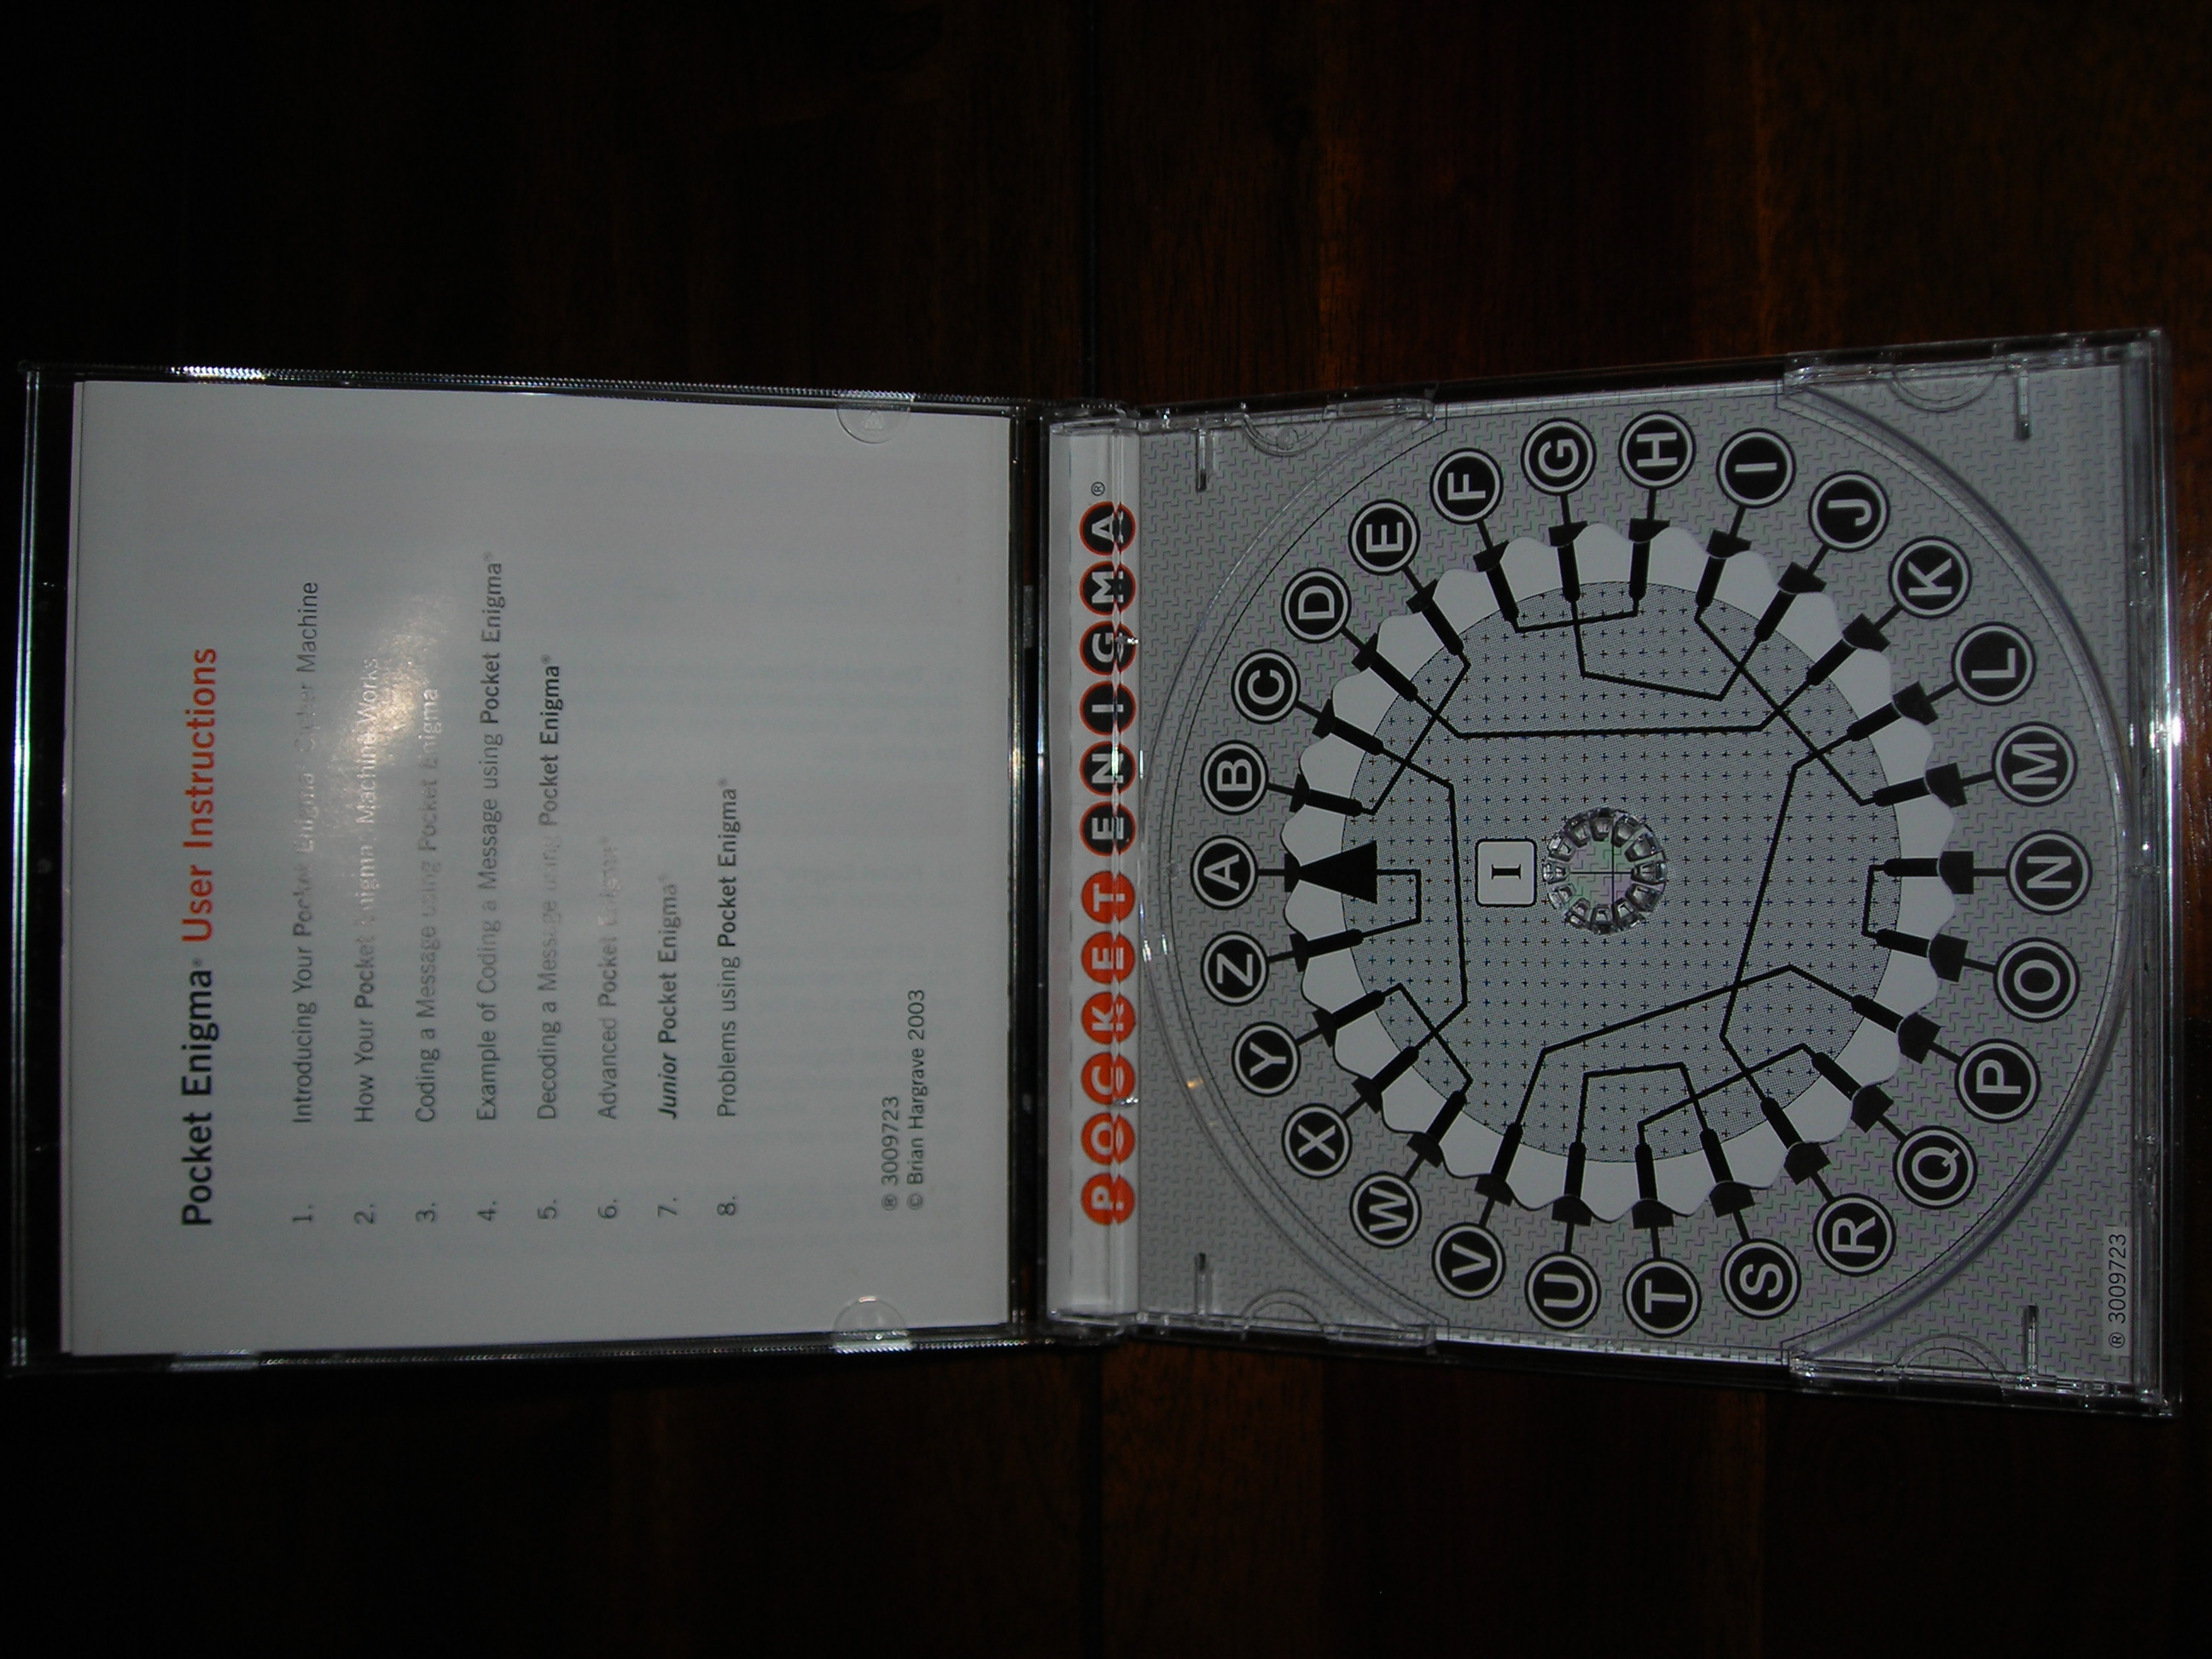 Pocket Enigma® User Instructions
1. Introducing Your Pocket Enigma® Cipher Machine
2. How Your Pocket Enigma® Machine Works
3. Coding a Message using Pocket Enigma®
4. Example of Coding a Message using Pocket Enigma®
5. Decoding a Message using Pocket Enigma®
6. Advanced Pocket Enigma®
7. Junior Pocket Enigma®
8. Problems using Pocket Enigma®
® 3009723
© Brian Hargrave 2003
POCKET ENIGMA®
A
B
C
D
E
F
G
H
I
J
K
L
M
N
O
P
Q
R
S
T
U
V
W
X
Y
Z
I
® 3009723